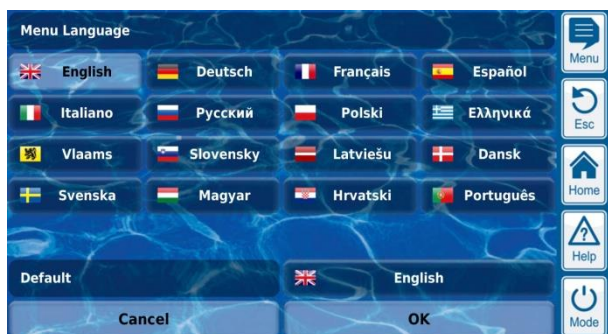 Menu Language
English Deutsch Français Español
Italiano Русский Polski Ελληνικά
Vlaams Slovensky Latviešu Dansk
Svenska Magyar Hrvatski Português
Default English
Cancel OK
Menu
Esc
Home
Help
Mode